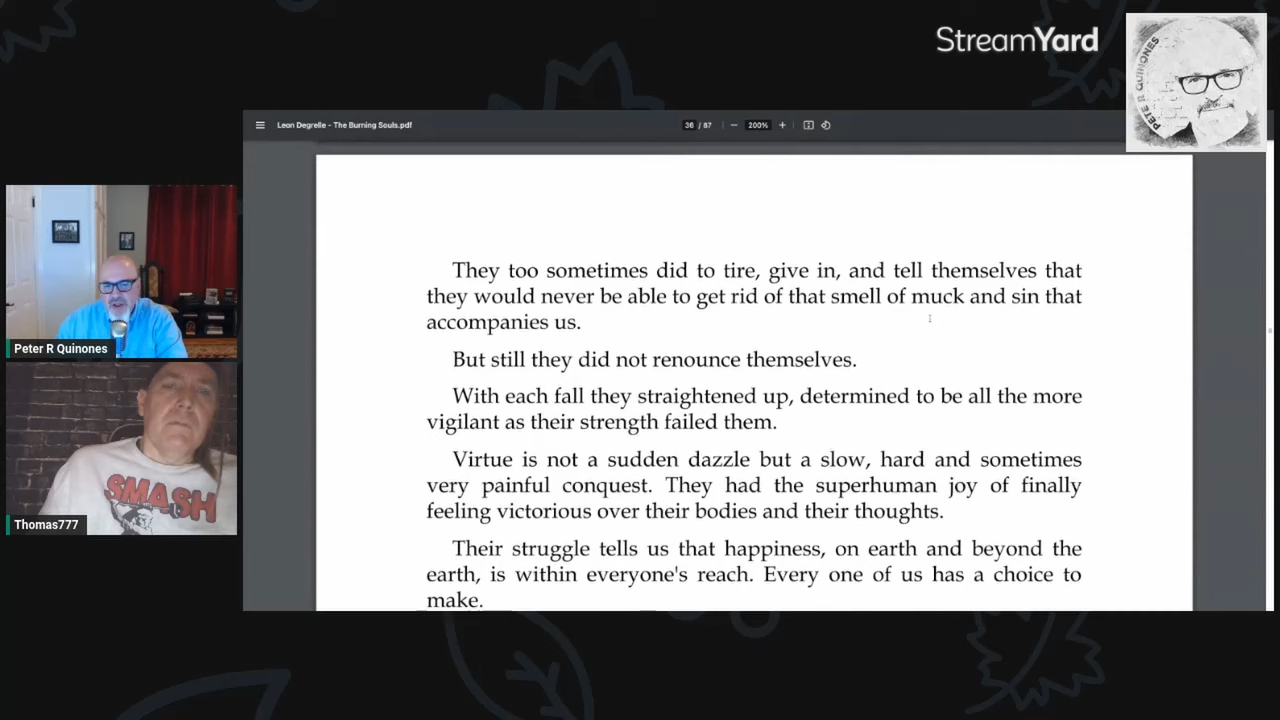 StreamYard
PETE R QUINONES
Leon Degrelle - The Burning Souls.pdf
36 / 87
200%
They too sometimes did to tire, give in, and tell themselves that
they would never be able to get rid of that smell of muck and sin that
accompanies us.
But still they did not renounce themselves.
With each fall they straightened up, determined to be all the more
vigilant as their strength failed them.
Virtue is not a sudden dazzle but a slow, hard and sometimes
very painful conquest. They had the superhuman joy of finally
feeling victorious over their bodies and their thoughts.
Their struggle tells us that happiness, on earth and beyond the
earth, is within everyone's reach. Every one of us has a choice to
make.
Peter R Quinones
SMASH
Thomas777